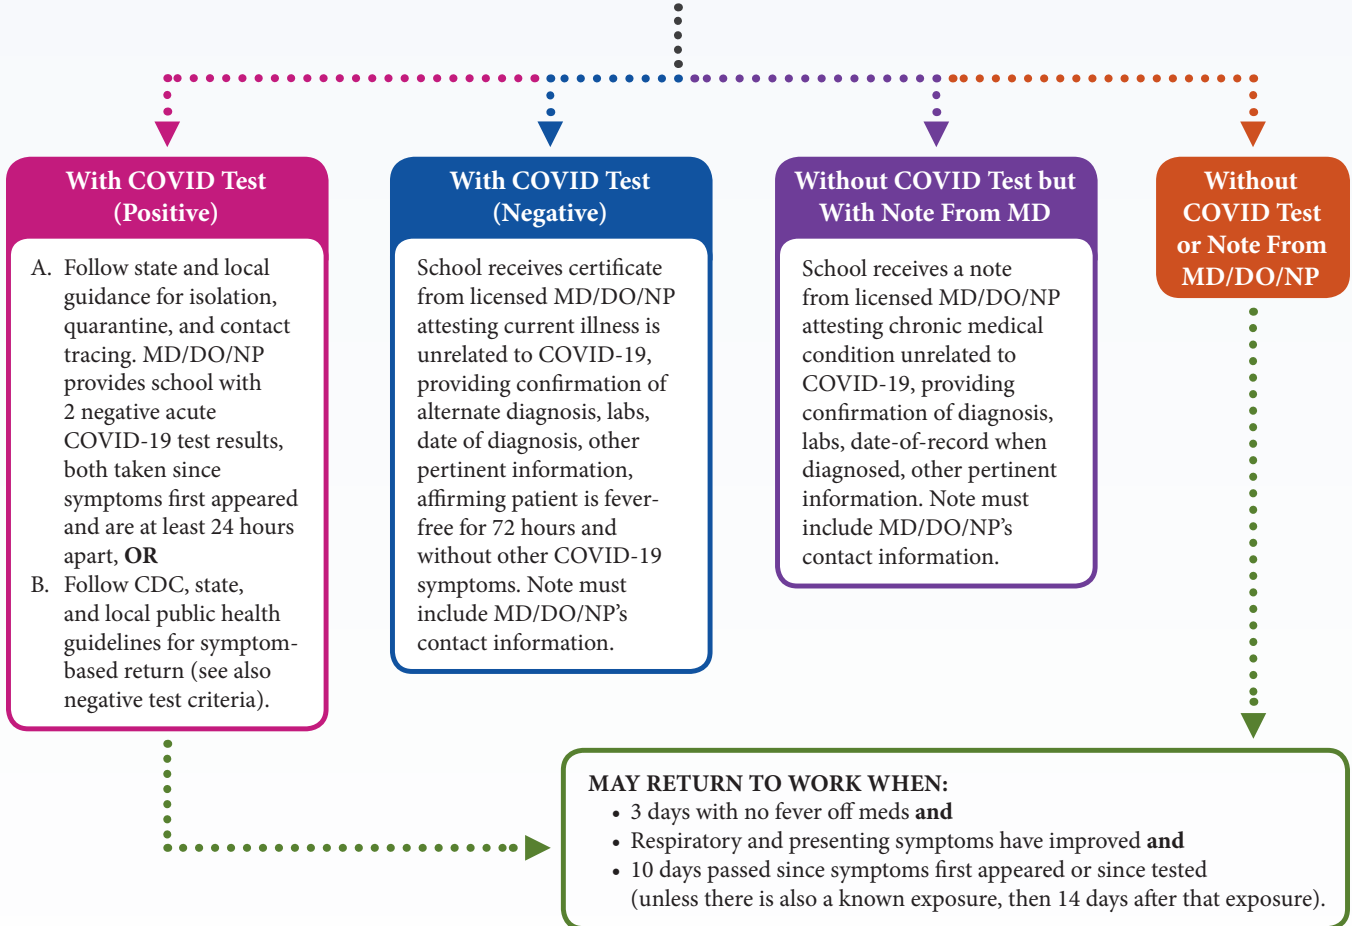 With COVID Test
(Positive)
A. Follow state and local
guidance for isolation,
quarantine, and contact
tracing. MD/DO/NP
provides school with
2 negative acute
COVID-19 test results,
both taken since
symptoms first appeared
and are at least 24 hours
apart, OR
B. Follow CDC, state,
and local public health
guidelines for symptom-
based return (see also
negative test criteria).
With COVID Test
(Negative)
School receives certificate
from licensed MD/DO/NP
attesting current illness is
unrelated to COVID-19,
providing confirmation of
alternate diagnosis, labs,
date of diagnosis, other
pertinent information,
affirming patient is fever-
free for 72 hours and
without other COVID-19
symptoms. Note must
include MD/DO/NP’s
contact information.
Without COVID Test but
With Note From MD
School receives a note
from licensed MD/DO/NP
attesting chronic medical
condition unrelated to
COVID-19, providing
confirmation of diagnosis,
labs, date-of-record when
diagnosed, other pertinent
information. Note must
include MD/DO/NP’s
contact information.
Without
COVID Test
or Note From
MD/DO/NP
MAY RETURN TO WORK WHEN:
• 3 days with no fever off meds and
• Respiratory and presenting symptoms have improved and
• 10 days passed since symptoms first appeared or since tested
(unless there is also a known exposure, then 14 days after that exposure).